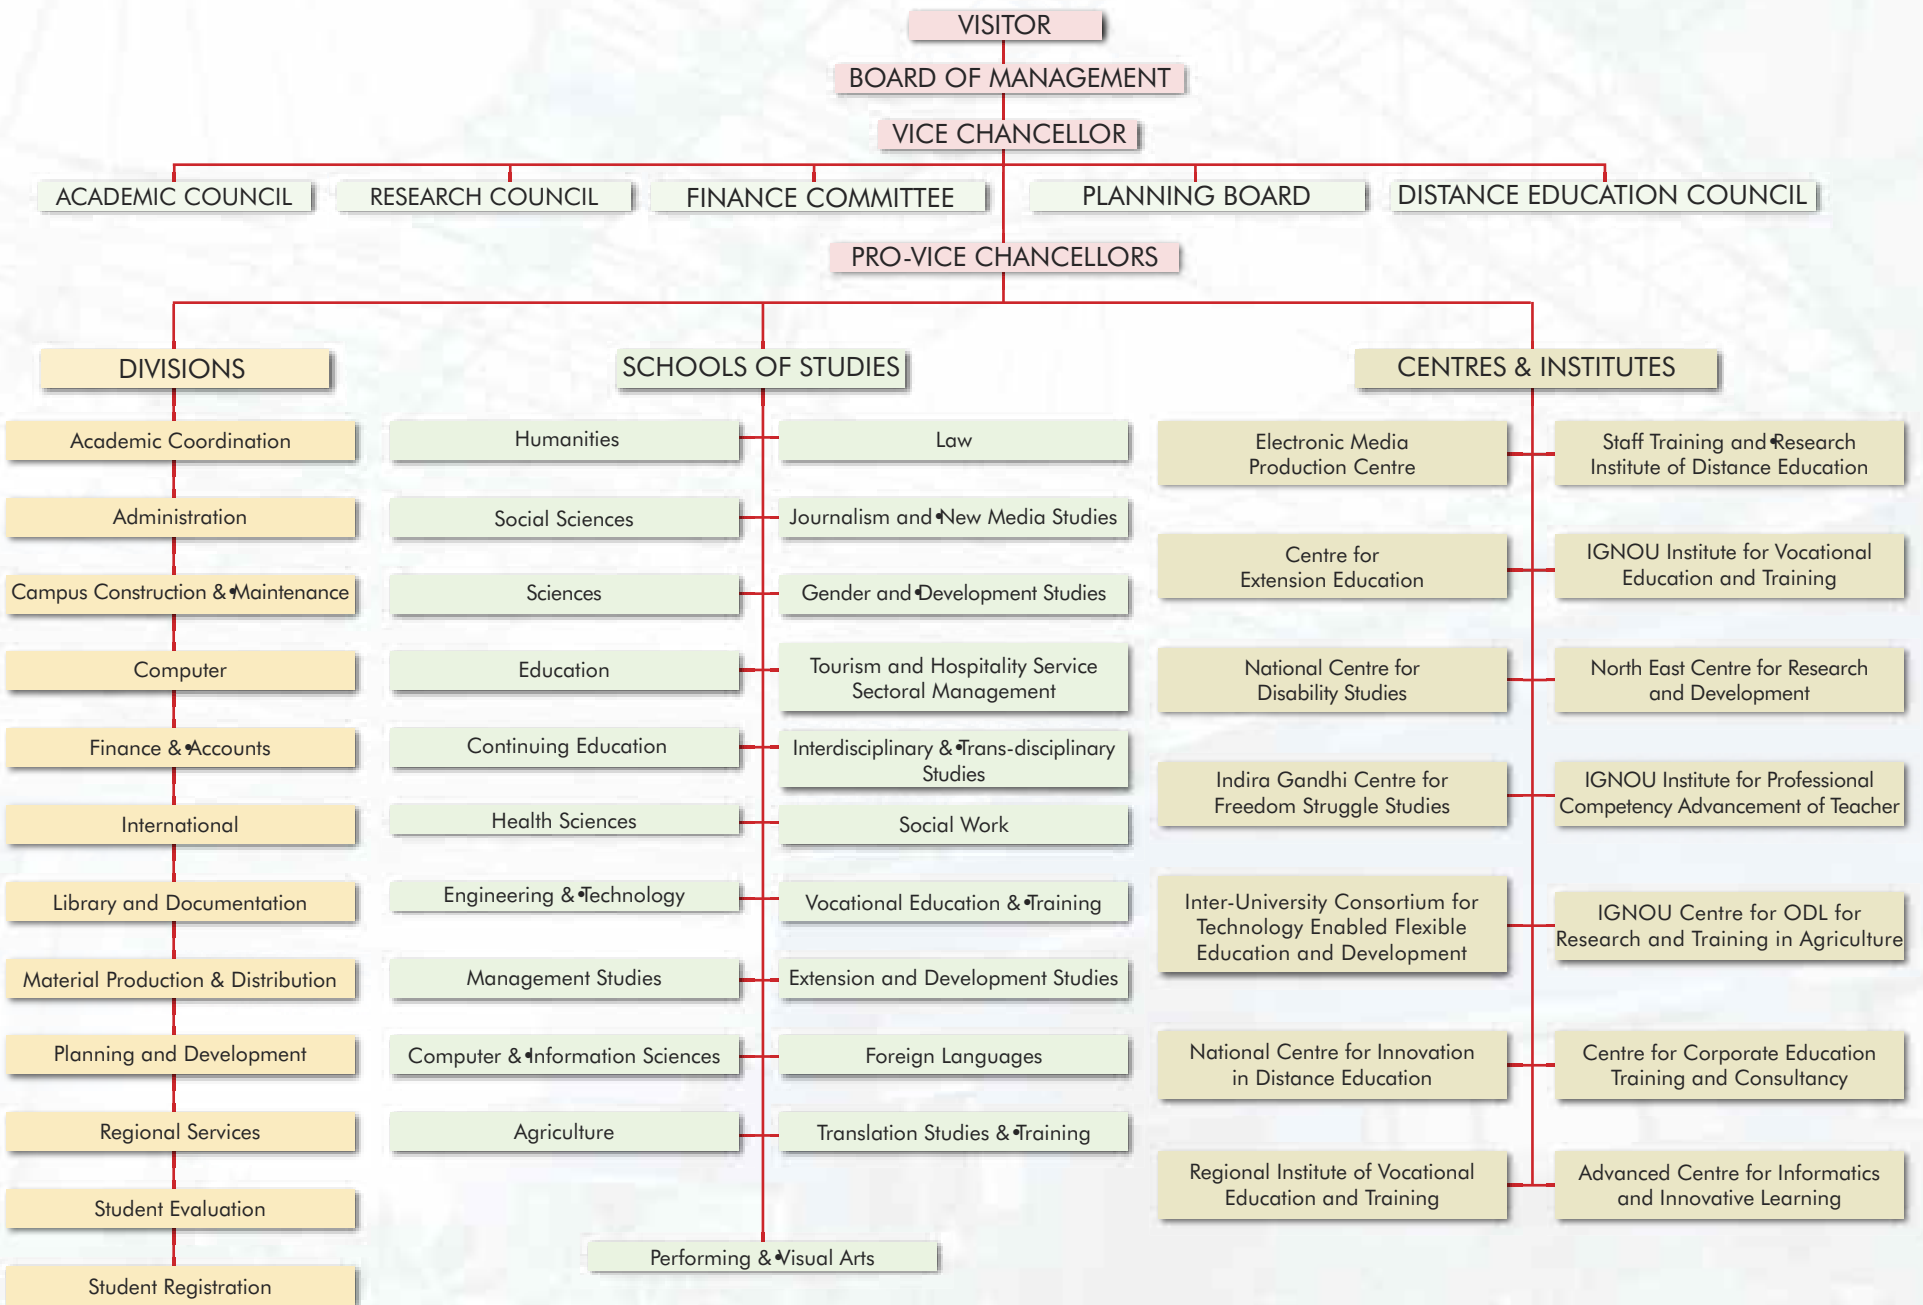 VISITOR
BOARD OF MANAGEMENT
VICE CHANCELLOR
ACADEMIC COUNCIL
RESEARCH COUNCIL
FINANCE COMMITTEE
PLANNING BOARD
DISTANCE EDUCATION COUNCIL
PRO-VICE CHANCELLORS
DIVISIONS
Academic Coordination
Administration
Campus Construction &•Maintenance
Computer
Finance &•Accounts
International
Library and Documentation
Material Production & Distribution
Planning and Development
Regional Services
Student Evaluation
Student Registration
SCHOOLS OF STUDIES
Humanities
Social Sciences
Sciences
Education
Continuing Education
Health Sciences
Engineering &•Technology
Management Studies
Computer &•Information Sciences
Agriculture
Law
Journalism and•New Media Studies
Gender and•Development Studies
Tourism and Hospitality Service
Sectoral Management
Interdisciplinary &•Trans-disciplinary
Studies
Social Work
Vocational Education &•Training
Extension and Development Studies
Foreign Languages
Translation Studies &•Training
Performing &•Visual Arts
CENTRES & INSTITUTES
Electronic Media
Production Centre
Centre for
Extension Education
National Centre for
Disability Studies
Indira Gandhi Centre for
Freedom Struggle Studies
Inter-University Consortium for
Technology Enabled Flexible
Education and Development
National Centre for Innovation
in Distance Education
Regional Institute of Vocational
Education and Training
Staff Training and•Research
Institute of Distance Education
IGNOU Institute for Vocational
Education and Training
North East Centre for Research
and Development
IGNOU Institute for Professional
Competency Advancement of Teacher
IGNOU Centre for ODL for
Research and Training in Agriculture
Centre for Corporate Education
Training and Consultancy
Advanced Centre for Informatics
and Innovative Learning